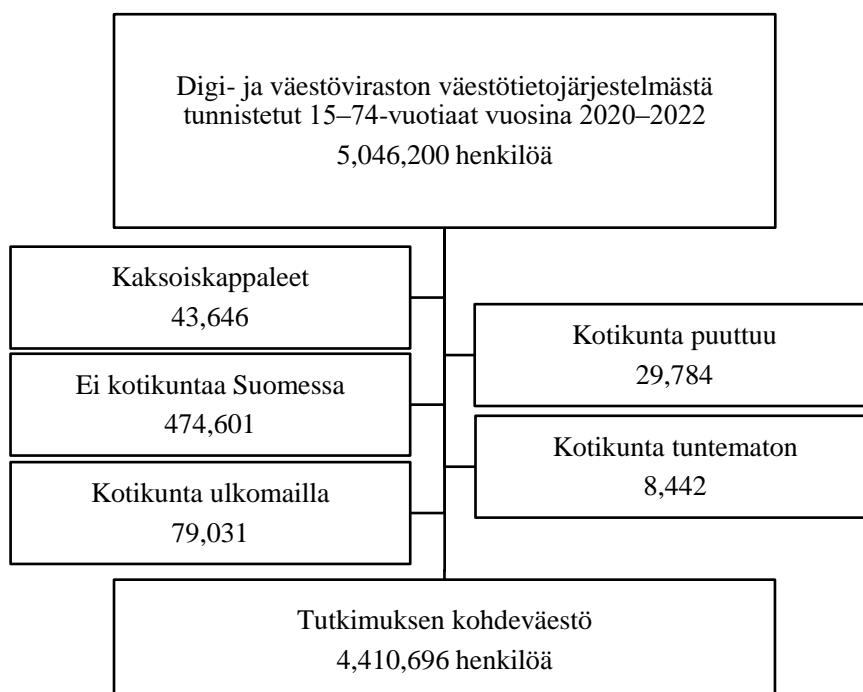 Digi- ja väestöviraston väestötietojärjestelmästä
tunnistetut 15–74-vuotiaat vuosina 2020–2022
5,046,200 henkilöä
Kaksoiskappaleet
43,646
Kotikunta puuttuu
29,784
Ei kotikuntaa Suomessa
474,601
Kotikunta tuntematon
8,442
Kotikunta ulkomailla
79,031
Tutkimuksen kohdeväestö
4,410,696 henkilöä